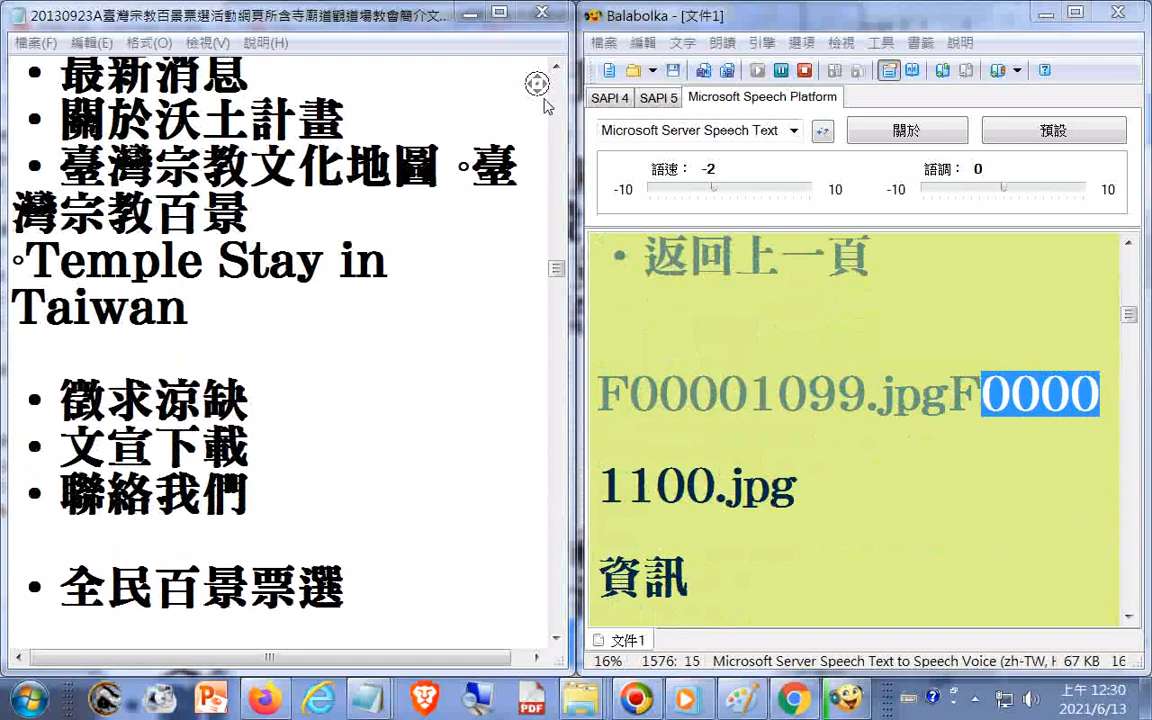 20130923A臺灣宗教百景票選活動網頁所含寺廟道觀道場教會簡介文...
檔案(F) 編輯(E) 格式(O) 檢視(V) 說明(H)
• 最新消息
• 關於沃土計畫
• 臺灣宗教文化地圖 ◦臺
灣宗教百景
◦Temple Stay in
Taiwan
• 徵求涼缺
• 文宣下載
• 聯絡我們
• 全民百景票選
Balabolka - [文件1]
檔案 編輯 文字 朗讀 引擎 選項 檢視 工具 書籤 說明
SAPI 4 SAPI 5 Microsoft Speech Platform
Microsoft Server Speech Text 關於 預設
語速： -2 語調： 0
-10 10 -10 10
• 返回上一頁
F00001099.jpgF0000
1100.jpg
資訊
文件1
16% 1576: 15 Microsoft Server Speech Text to Speech Voice (zh-TW, H 67 KB 16
上午 12:30
2021/6/13